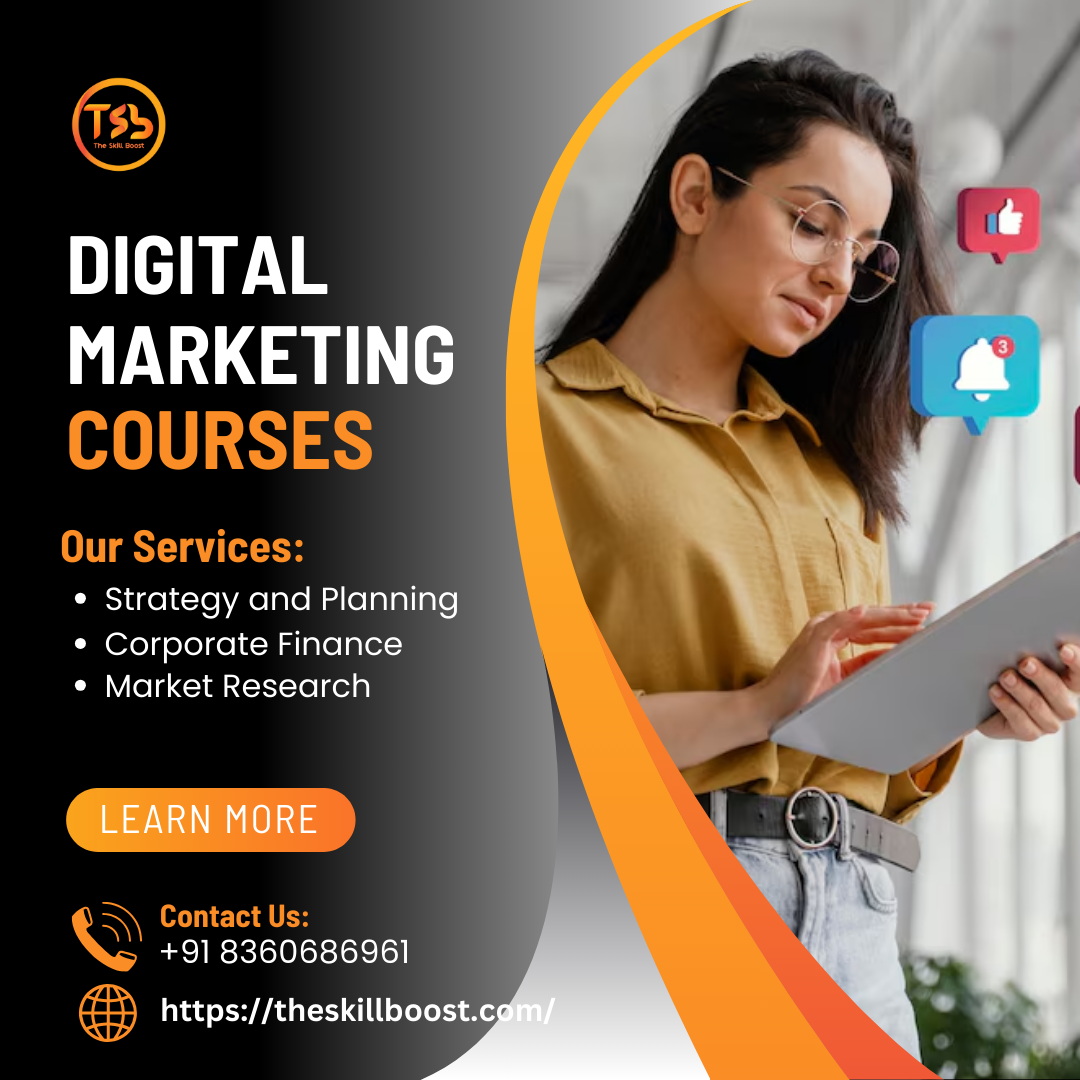 TSb
The Skill Boost
DIGITAL
MARKETING
COURSES
3
Our Services:
Strategy and Planning
Corporate Finance
Market Research
LEARN MORE
Contact Us:
+91 8360686961
https://theskillboost.com/